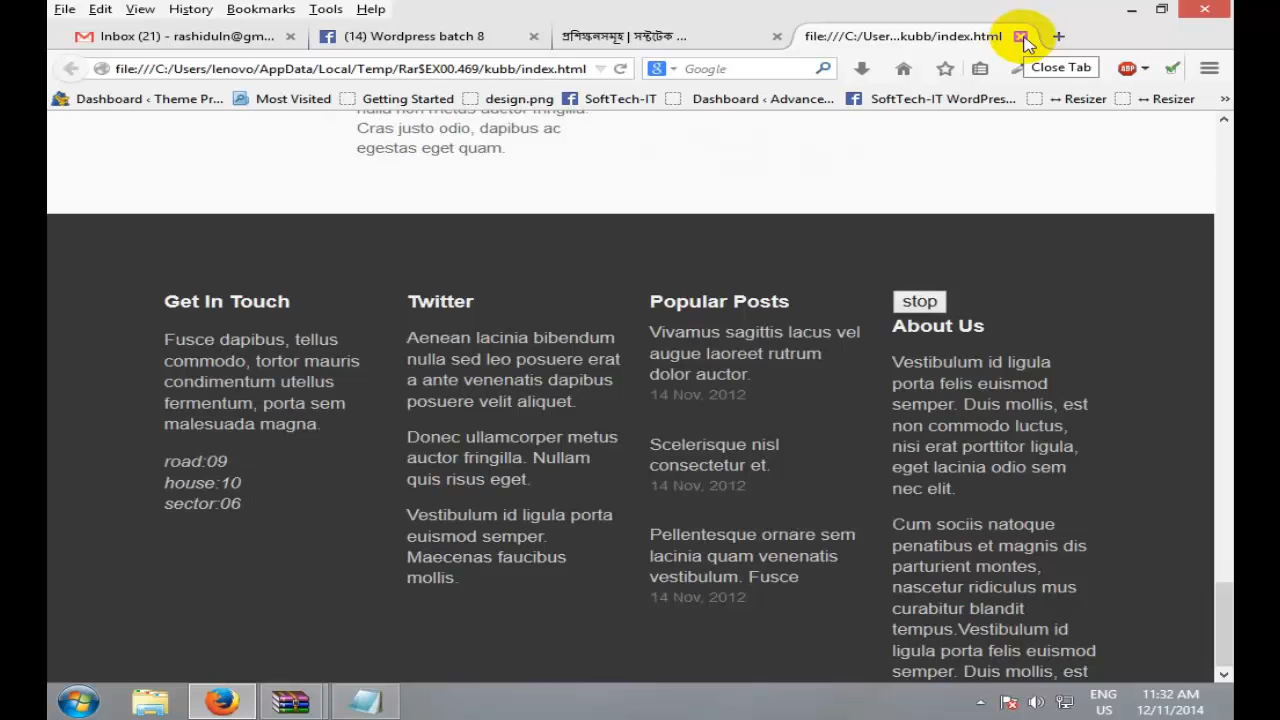 File Edit View History Bookmarks Tools Help
Inbox (21) - rashiduln@gm...
(14) Wordpress batch 8
প্রশিক্ষনসমূহ | সফ্টটেক ...
file:///C:/User...kubb/index.html
file:///C:/Users/lenovo/AppData/Local/Temp/Rar$EX00.469/kubb/index.html
Google
Close Tab
ABP
Dashboard ‹ Theme Pr...
Most Visited
Getting Started
design.png
SoftTech-IT
Dashboard ‹ Advance...
SoftTech-IT WordPres...
↔ Resizer
↔ Resizer
»
Cras justo odio, dapibus ac
egestas eget quam.
Get In Touch
Fusce dapibus, tellus
commodo, tortor mauris
condimentum utellus
fermentum, porta sem
malesuada magna.
road:09
house:10
sector:06
Twitter
Aenean lacinia bibendum
nulla sed leo posuere erat
a ante venenatis dapibus
posuere velit aliquet.
Donec ullamcorper metus
auctor fringilla. Nullam
quis risus eget.
Vestibulum id ligula porta
euismod semper.
Maecenas faucibus
mollis.
Popular Posts
Vivamus sagittis lacus vel
augue laoreet rutrum
dolor auctor.
14 Nov, 2012
Scelerisque nisl
consectetur et.
14 Nov, 2012
Pellentesque ornare sem
lacinia quam venenatis
vestibulum. Fusce
14 Nov, 2012
stop
About Us
Vestibulum id ligula
porta felis euismod
semper. Duis mollis, est
non commodo luctus,
nisi erat porttitor ligula,
eget lacinia odio sem
nec elit.
Cum sociis natoque
penatibus et magnis dis
parturient montes,
nascetur ridiculus mus
curabitur blandit
tempus.Vestibulum id
ligula porta felis euismod
semper. Duis mollis, est
ENG
US
11:32 AM
12/11/2014